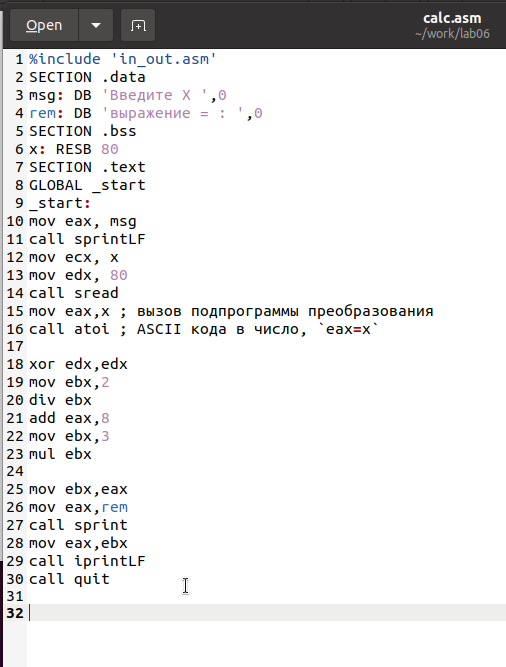 Open
calc.asm
~/work/lab06
1 %include 'in_out.asm'
2 SECTION .data
3 msg: DB 'Введите X ',0
4 rem: DB 'выражение = : ',0
5 SECTION .bss
6 x: RESB 80
7 SECTION .text
8 GLOBAL _start
9 _start:
10 mov eax, msg
11 call sprintLF
12 mov ecx, x
13 mov edx, 80
14 call sread
15 mov eax,x ; вызов подпрограммы преобразования
16 call atoi ; ASCII кода в число, `eax=x`
17
18 xor edx,edx
19 mov ebx,2
20 div ebx
21 add eax,8
22 mov ebx,3
23 mul ebx
24
25 mov ebx,eax
26 mov eax,rem
27 call sprint
28 mov eax,ebx
29 call iprintLF
30 call quit
31
32